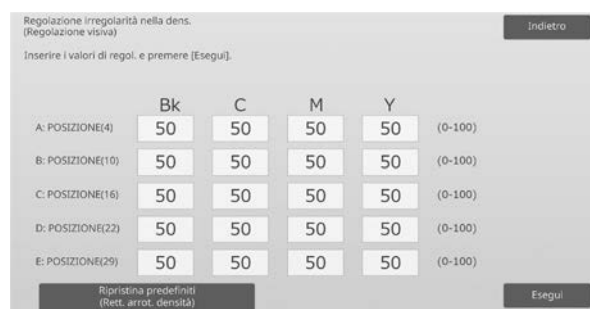 Regolazione irregolarità nella dens.
(Regolazione visiva)
Indietro
Inserire i valori di regol. e premere [Esegui].
Bk C M Y
A: POSIZIONE(4) 50 50 50 50 (0-100)
B: POSIZIONE(10) 50 50 50 50 (0-100)
C: POSIZIONE(16) 50 50 50 50 (0-100)
D: POSIZIONE(22) 50 50 50 50 (0-100)
E: POSIZIONE(29) 50 50 50 50 (0-100)
Ripristina predefiniti
(Rett. arrot. densità)
Esegui